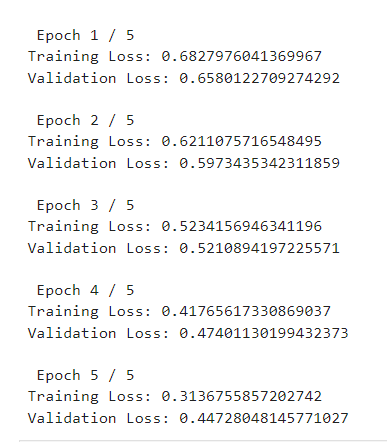 Epoch 1 / 5
Training Loss: 0.6827976041369967
Validation Loss: 0.6580122709274292
Epoch 2 / 5
Training Loss: 0.6211075716548495
Validation Loss: 0.5973435342311859
Epoch 3 / 5
Training Loss: 0.5234156946341196
Validation Loss: 0.5210894197225571
Epoch 4 / 5
Training Loss: 0.41765617330869037
Validation Loss: 0.47401130199432373
Epoch 5 / 5
Training Loss: 0.3136755857202742
Validation Loss: 0.44728048145771027